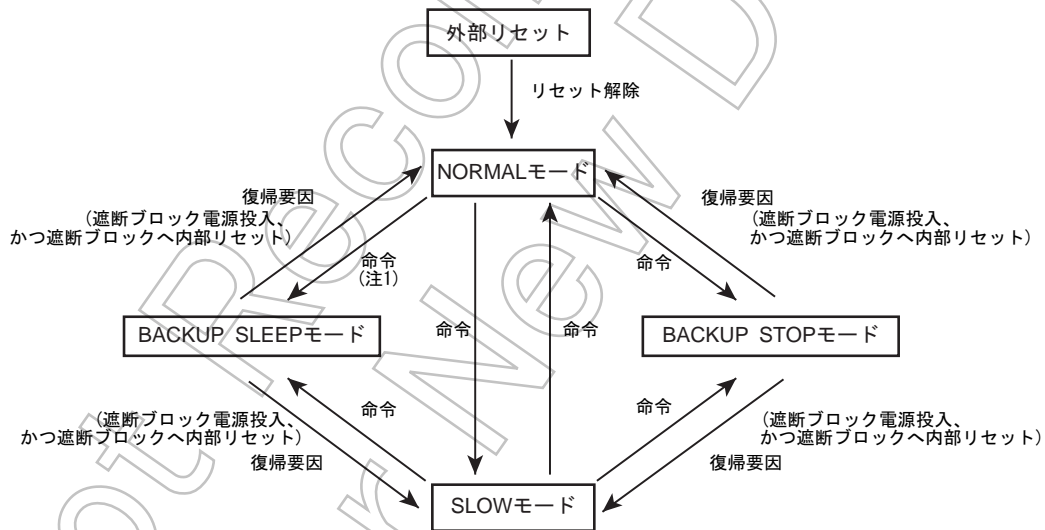 外部リセット
リセット解除
NORMALモード
復帰要因
(遮断ブロック電源投入、
かつ遮断ブロックへ内部リセット)
命令
(注1)
命令
復帰要因
(遮断ブロック電源投入、
かつ遮断ブロックへ内部リセット)
BACKUP SLEEPモード
命令
命令
BACKUP STOPモード
(遮断ブロック電源投入、
かつ遮断ブロックへ内部リセット)
復帰要因
命令
命令
(遮断ブロック電源投入、
かつ遮断ブロックへ内部リセット)
復帰要因
SLOWモード